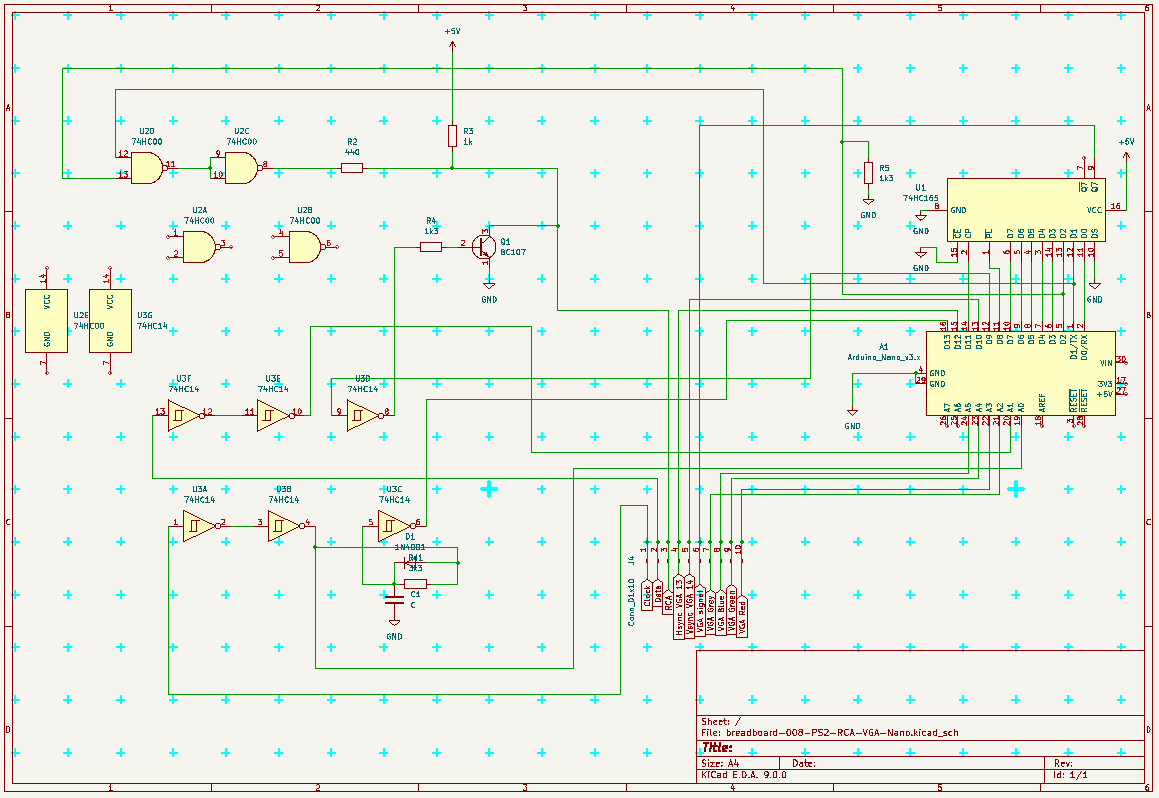 1 2 3 4 5 6
+5V
R3
1k
U2D
74HC00
12
13
11
U2C
74HC00
9
10
8
R2
440
R5
1k3
GND
+5V
7 9
Q7 Q7
U1
74HC165
8
GND
VCC
16
GND
CE CP PL D7 D6 D5 D4 D3 D2 D1 D0 DS
15 2 1 6 5 4 3 14 13 12 11 10
GND
GND
U2A
74HC00
1
2
3
U2B
74HC00
4
5
6
R4
1k3
2
3
1
Q1
BC107
GND
14
VCC
GND
7
U2E
74HC00
14
VCC
GND
7
U3G
74HC14
16 15 14 13 12 11 10 9 8 7 6 5 1 2
D13 D12 D11 D10 D9 D8 D7 D6 D5 D4 D3 D2 D1/TX D0/RX
A1
Arduino_Nano_v3.x
4
GND
29
GND
VIN
30
3V3
17
+5V
27
A7 A6 A5 A4 A3 A2 A1 A0 AREF RESET RESET
26 25 24 23 22 21 20 19 18 3 28
GND
U3F
74HC14
13
12
U3E
74HC14
11
10
U3D
74HC14
9
8
U3A
74HC14
1
2
U3B
74HC14
3
4
U3C
74HC14
5
6
D1
1N4001
3k3
C1
C
GND
J4
Conn_01x10
1 2 3 4 5 6 7 8 9 10
Clock
Data
RCA
Hsync VGA 13
Vsync VGA 14
VGA signal
VGA Grey
VGA Blue
VGA Green
VGA Red
A
B
C
D
A
B
C
D
Sheet: /
File: breadboard-008-PS2-RCA-VGA-Nano.kicad_sch
Title:
Size: A4 Date: Rev:
KiCad E.D.A. 9.0.0 Id: 1/1
1 2 3 4 5 6